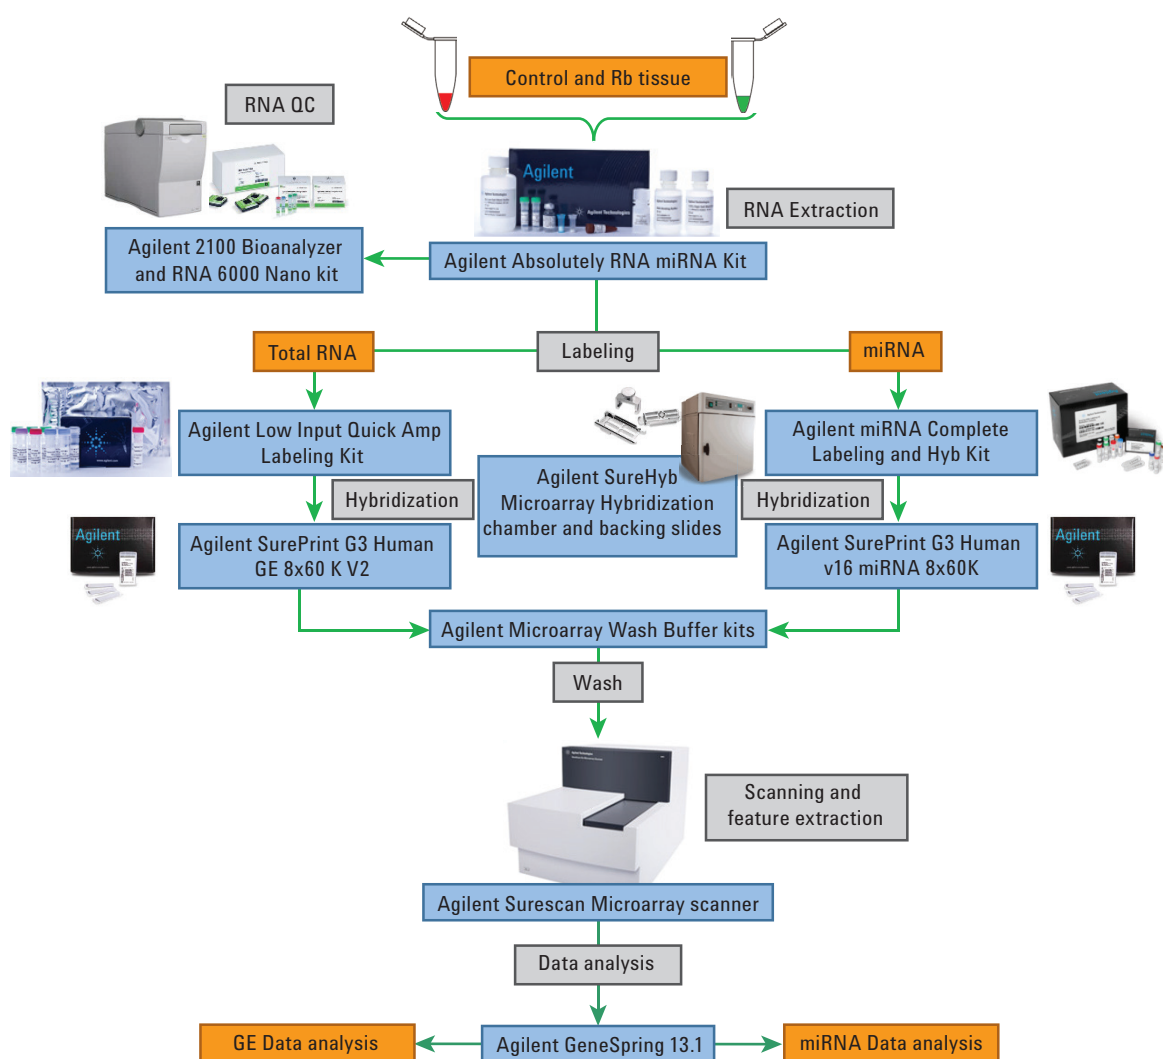 Control and Rb tissue
RNA QC
Agilent
Agilent Technologies
RNA Extraction
Agilent 2100 Bioanalyzer
and RNA 6000 Nano kit
Agilent Absolutely RNA miRNA Kit
Total RNA
Labeling
miRNA
Agilent Low Input Quick Amp
Labeling Kit
Agilent miRNA Complete
Labeling and Hyb Kit
Hybridization
Agilent SureHyb
Microarray Hybridization
chamber and backing slides
Hybridization
Agilent
Agilent SurePrint G3 Human
GE 8x60 K V2
Agilent SurePrint G3 Human
v16 miRNA 8x60K
Agilent
Agilent Microarray Wash Buffer kits
Wash
Scanning and
feature extraction
Agilent Surescan Microarray scanner
Data analysis
GE Data analysis
Agilent GeneSpring 13.1
miRNA Data analysis